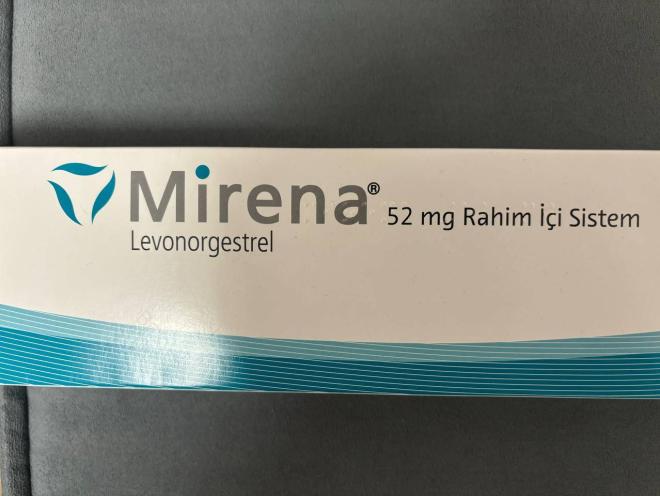 Mirena® 52 mg Rahim İçi Sistem
Levonorgestrel